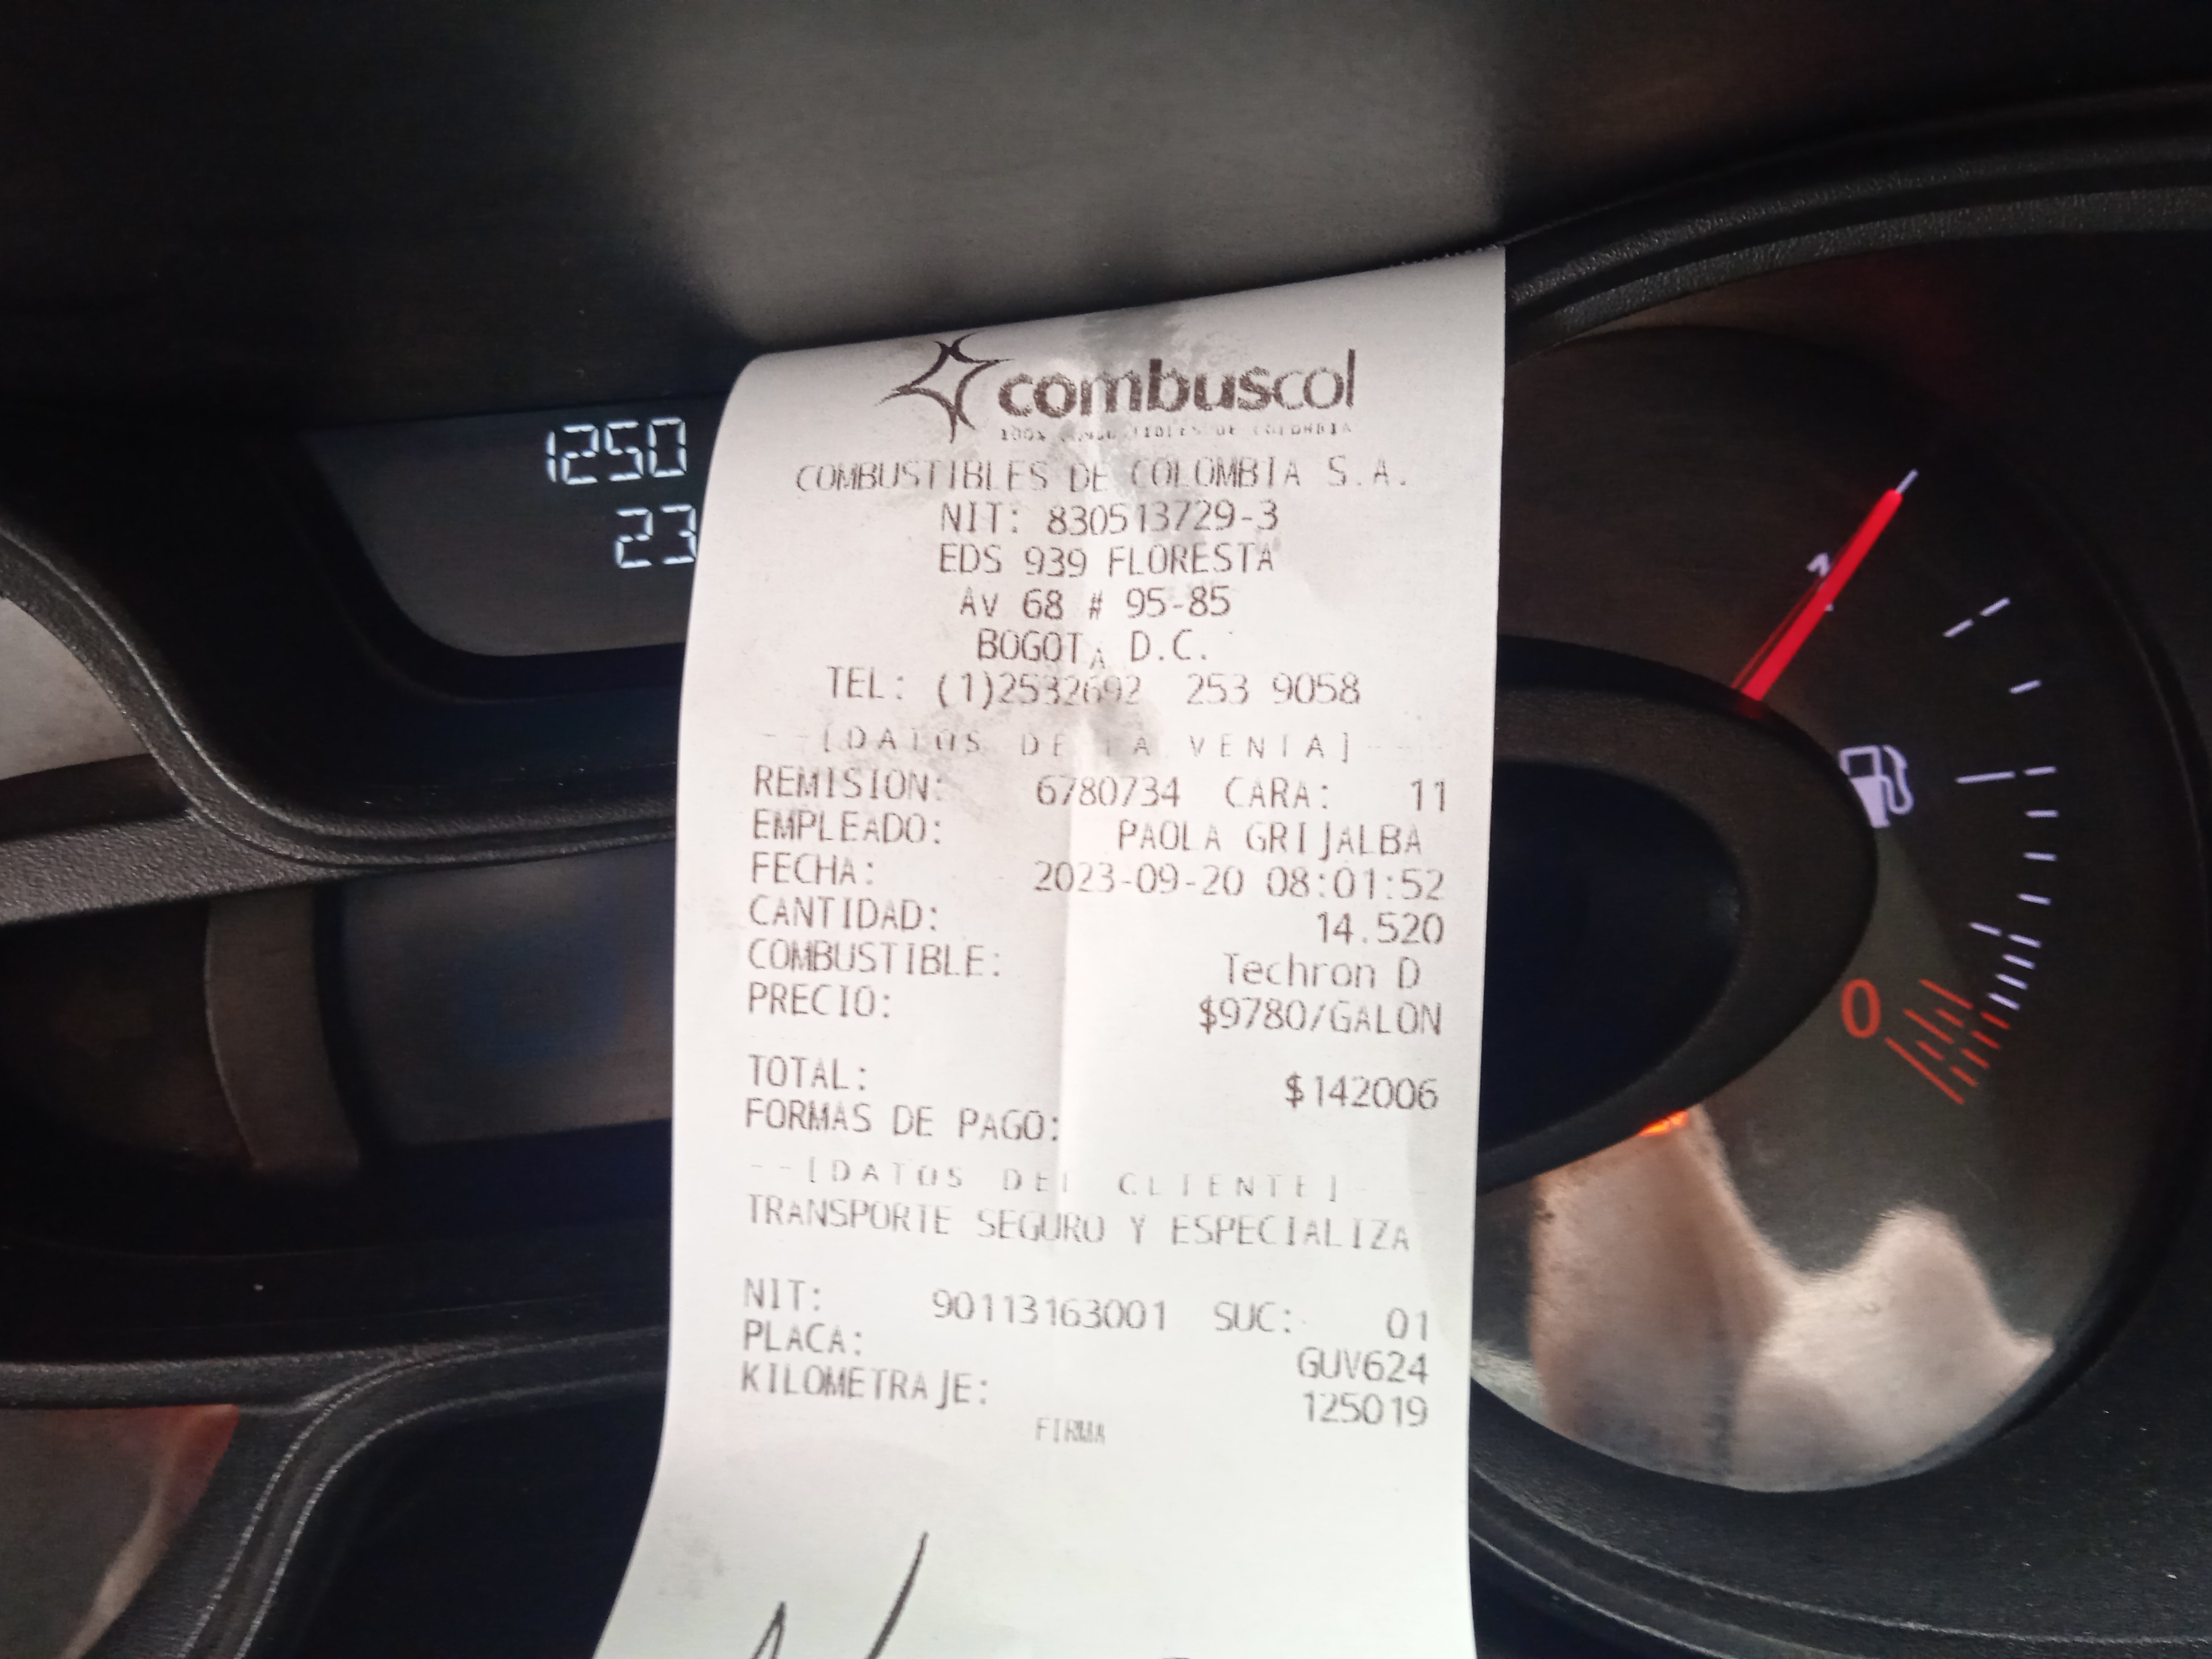 combuscol
COMBUSTIBLES DE COLOMBIA S.A.
NIT: 830513729-3
EDS 939 FLORESTA
Av 68 # 95-85
BOGOTA D.C.
TEL: (1)2532692 253 9058
--[DATOS DE LA VENTA]--
REMISION: 6780734 CARA: 11
EMPLEADO: PAOLA GRIJALBA
FECHA: 2023-09-20 08:01:52
CANTIDAD: 14.520
COMBUSTIBLE: Techron D
PRECIO: $9780/GALON
TOTAL: $142006
FORMAS DE PAGO:
--[DATOS DEL CLIENTE]--
TRANSPORTE SEGURO Y ESPECIALIZA
NIT: 90113163001 SUC: 01
PLACA: GUV624
KILOMETRAJE: 125019
FIRMA
1250
23
0